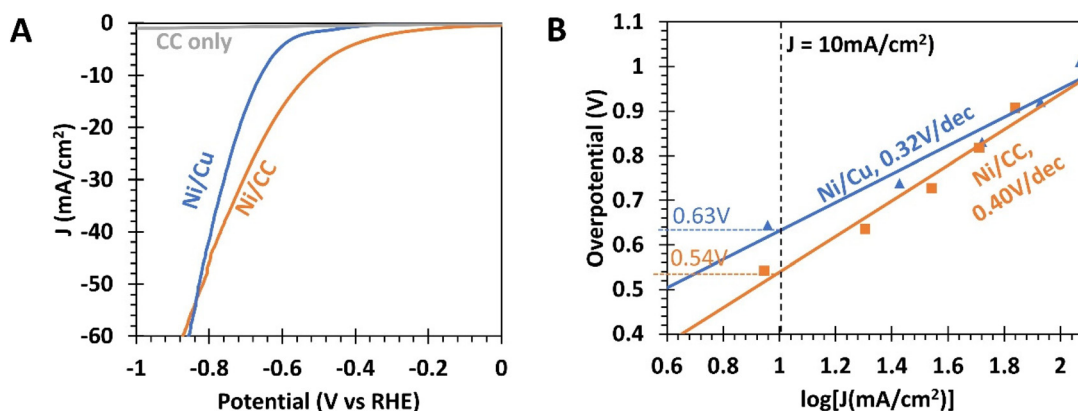 A
CC only
Ni/Cu
Ni/CC
0
-10
-20
-30
-40
-50
-60
J (mA/cm²)
-1
-0.8
-0.6
-0.4
-0.2
0
Potential (V vs RHE)
B
J = 10mA/cm²)
Ni/Cu, 0.32V/dec
Ni/CC,
0.40V/dec
0.63V
0.54V
1.1
1
0.9
0.8
0.7
0.6
0.5
0.4
Overpotential (V)
0.6
0.8
1
1.2
1.4
1.6
1.8
2
log[J(mA/cm²)]